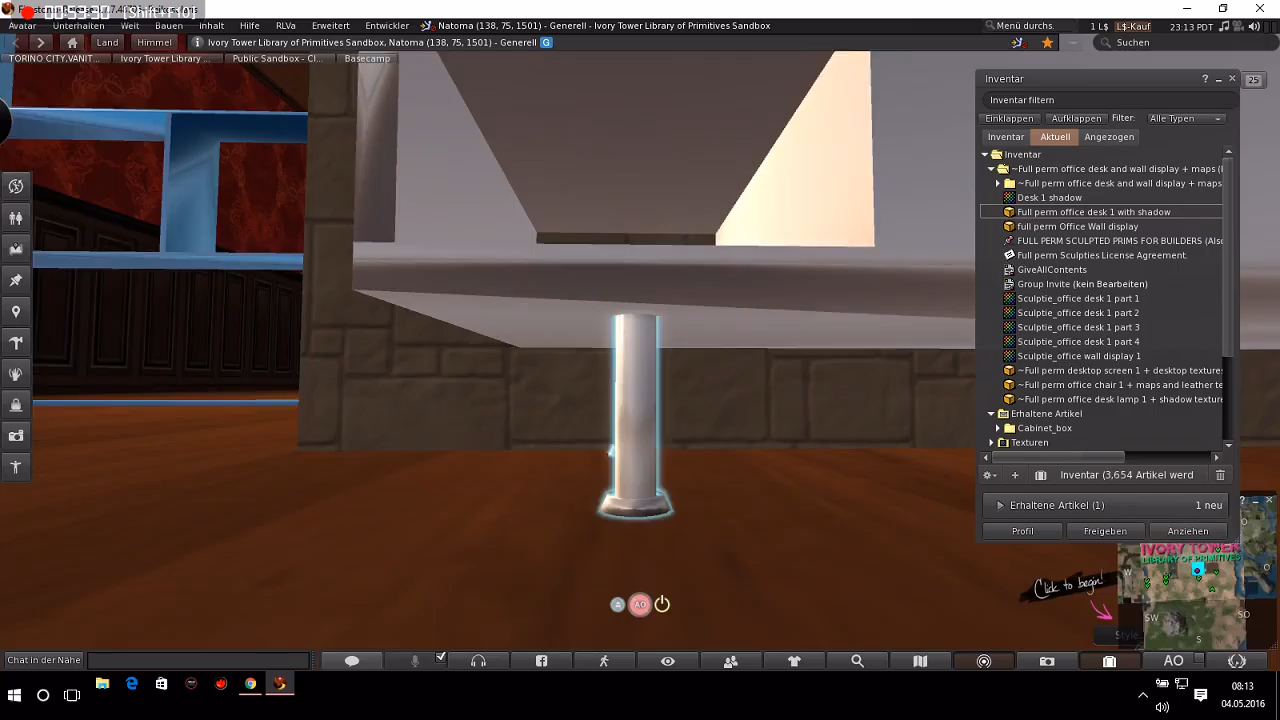 [Shift+F10]
Avatar Unterhalten Welt Bauen Inhalt Hilfe RLVa Erweitert Entwickler Natoma (138, 75, 1501) - Generell - Ivory Tower Library of Primitives Sandbox
Menü durchs. 1 L$ L$-Kauf 23:13 PDT
Land Himmel Ivory Tower Library of Primitives Sandbox, Natoma (138, 75, 1501) - Generell G
Suchen
TORINO CITY,VANIT... Ivory Tower Library ... Public Sandbox - Cl... Basecamp
Inventar
25
Inventar filtern
Einklappen Aufklappen Filter: Alle Typen
Inventar Aktuell Angezogen
Inventar
~Full perm office desk and wall display + maps (
~Full perm office desk and wall display + maps
Desk 1 shadow
Full perm office desk 1 with shadow
full perm Office Wall display
FULL PERM SCULPTED PRIMS FOR BUILDERS (Also
Full perm Sculpties License Agreement.
GiveAllContents
Group Invite (kein Bearbeiten)
Sculptie_office desk 1 part 1
Sculptie_office desk 1 part 2
Sculptie_office desk 1 part 3
Sculptie_office desk 1 part 4
Sculptie_office wall display 1
~Full perm desktop screen 1 + desktop textures
~Full perm office chair 1 + maps and leather te
~Full perm office desk lamp 1 + shadow texture
Erhaltene Artikel
Cabinet_box
Texturen
Inventar (3,654 Artikel werd
Erhaltene Artikel (1) 1 neu
Profil Freigeben Anziehen
IVORY TOWER
LIBRARY OF PRIMITIVES
W O
Click to begin!
SW SO
S
Style
AO
Chat in der Nähe
AO
08:13
04.05.2016